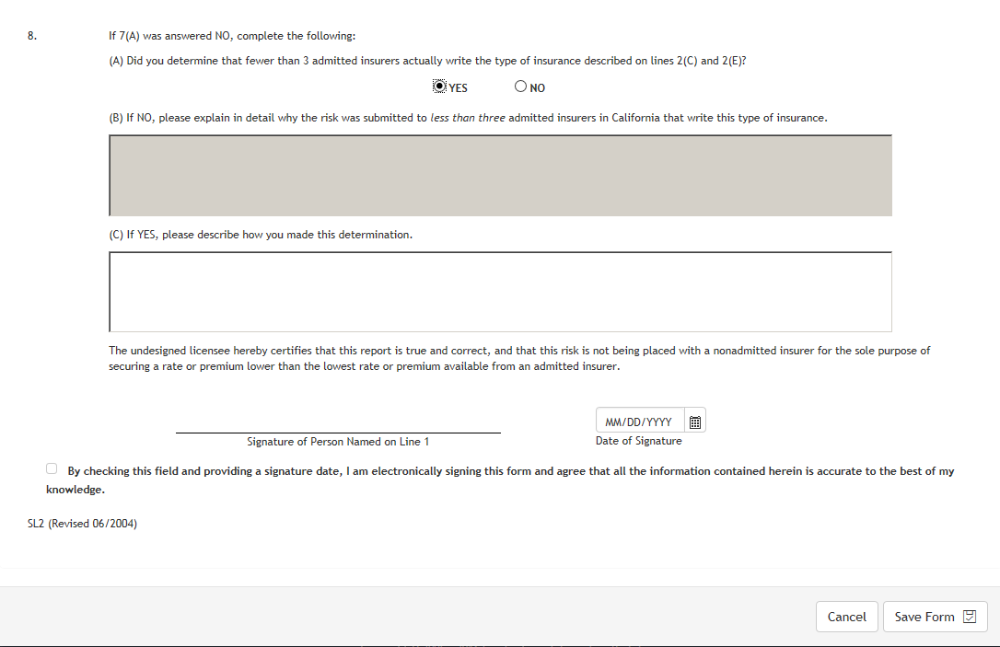 8. If 7(A) was answered NO, complete the following:
(A) Did you determine that fewer than 3 admitted insurers actually write the type of insurance described on lines 2(C) and 2(E)?
YES NO
(B) If NO, please explain in detail why the risk was submitted to less than three admitted insurers in California that write this type of insurance.
(C) If YES, please describe how you made this determination.
The undesigned licensee hereby certifies that this report is true and correct, and that this risk is not being placed with a nonadmitted insurer for the sole purpose of
securing a rate or premium lower than the lowest rate or premium available from an admitted insurer.
MM/DD/YYYY
Signature of Person Named on Line 1 Date of Signature
By checking this field and providing a signature date, I am electronically signing this form and agree that all the information contained herein is accurate to the best of my
knowledge.
SL2 (Revised 06/2004)
Cancel Save Form